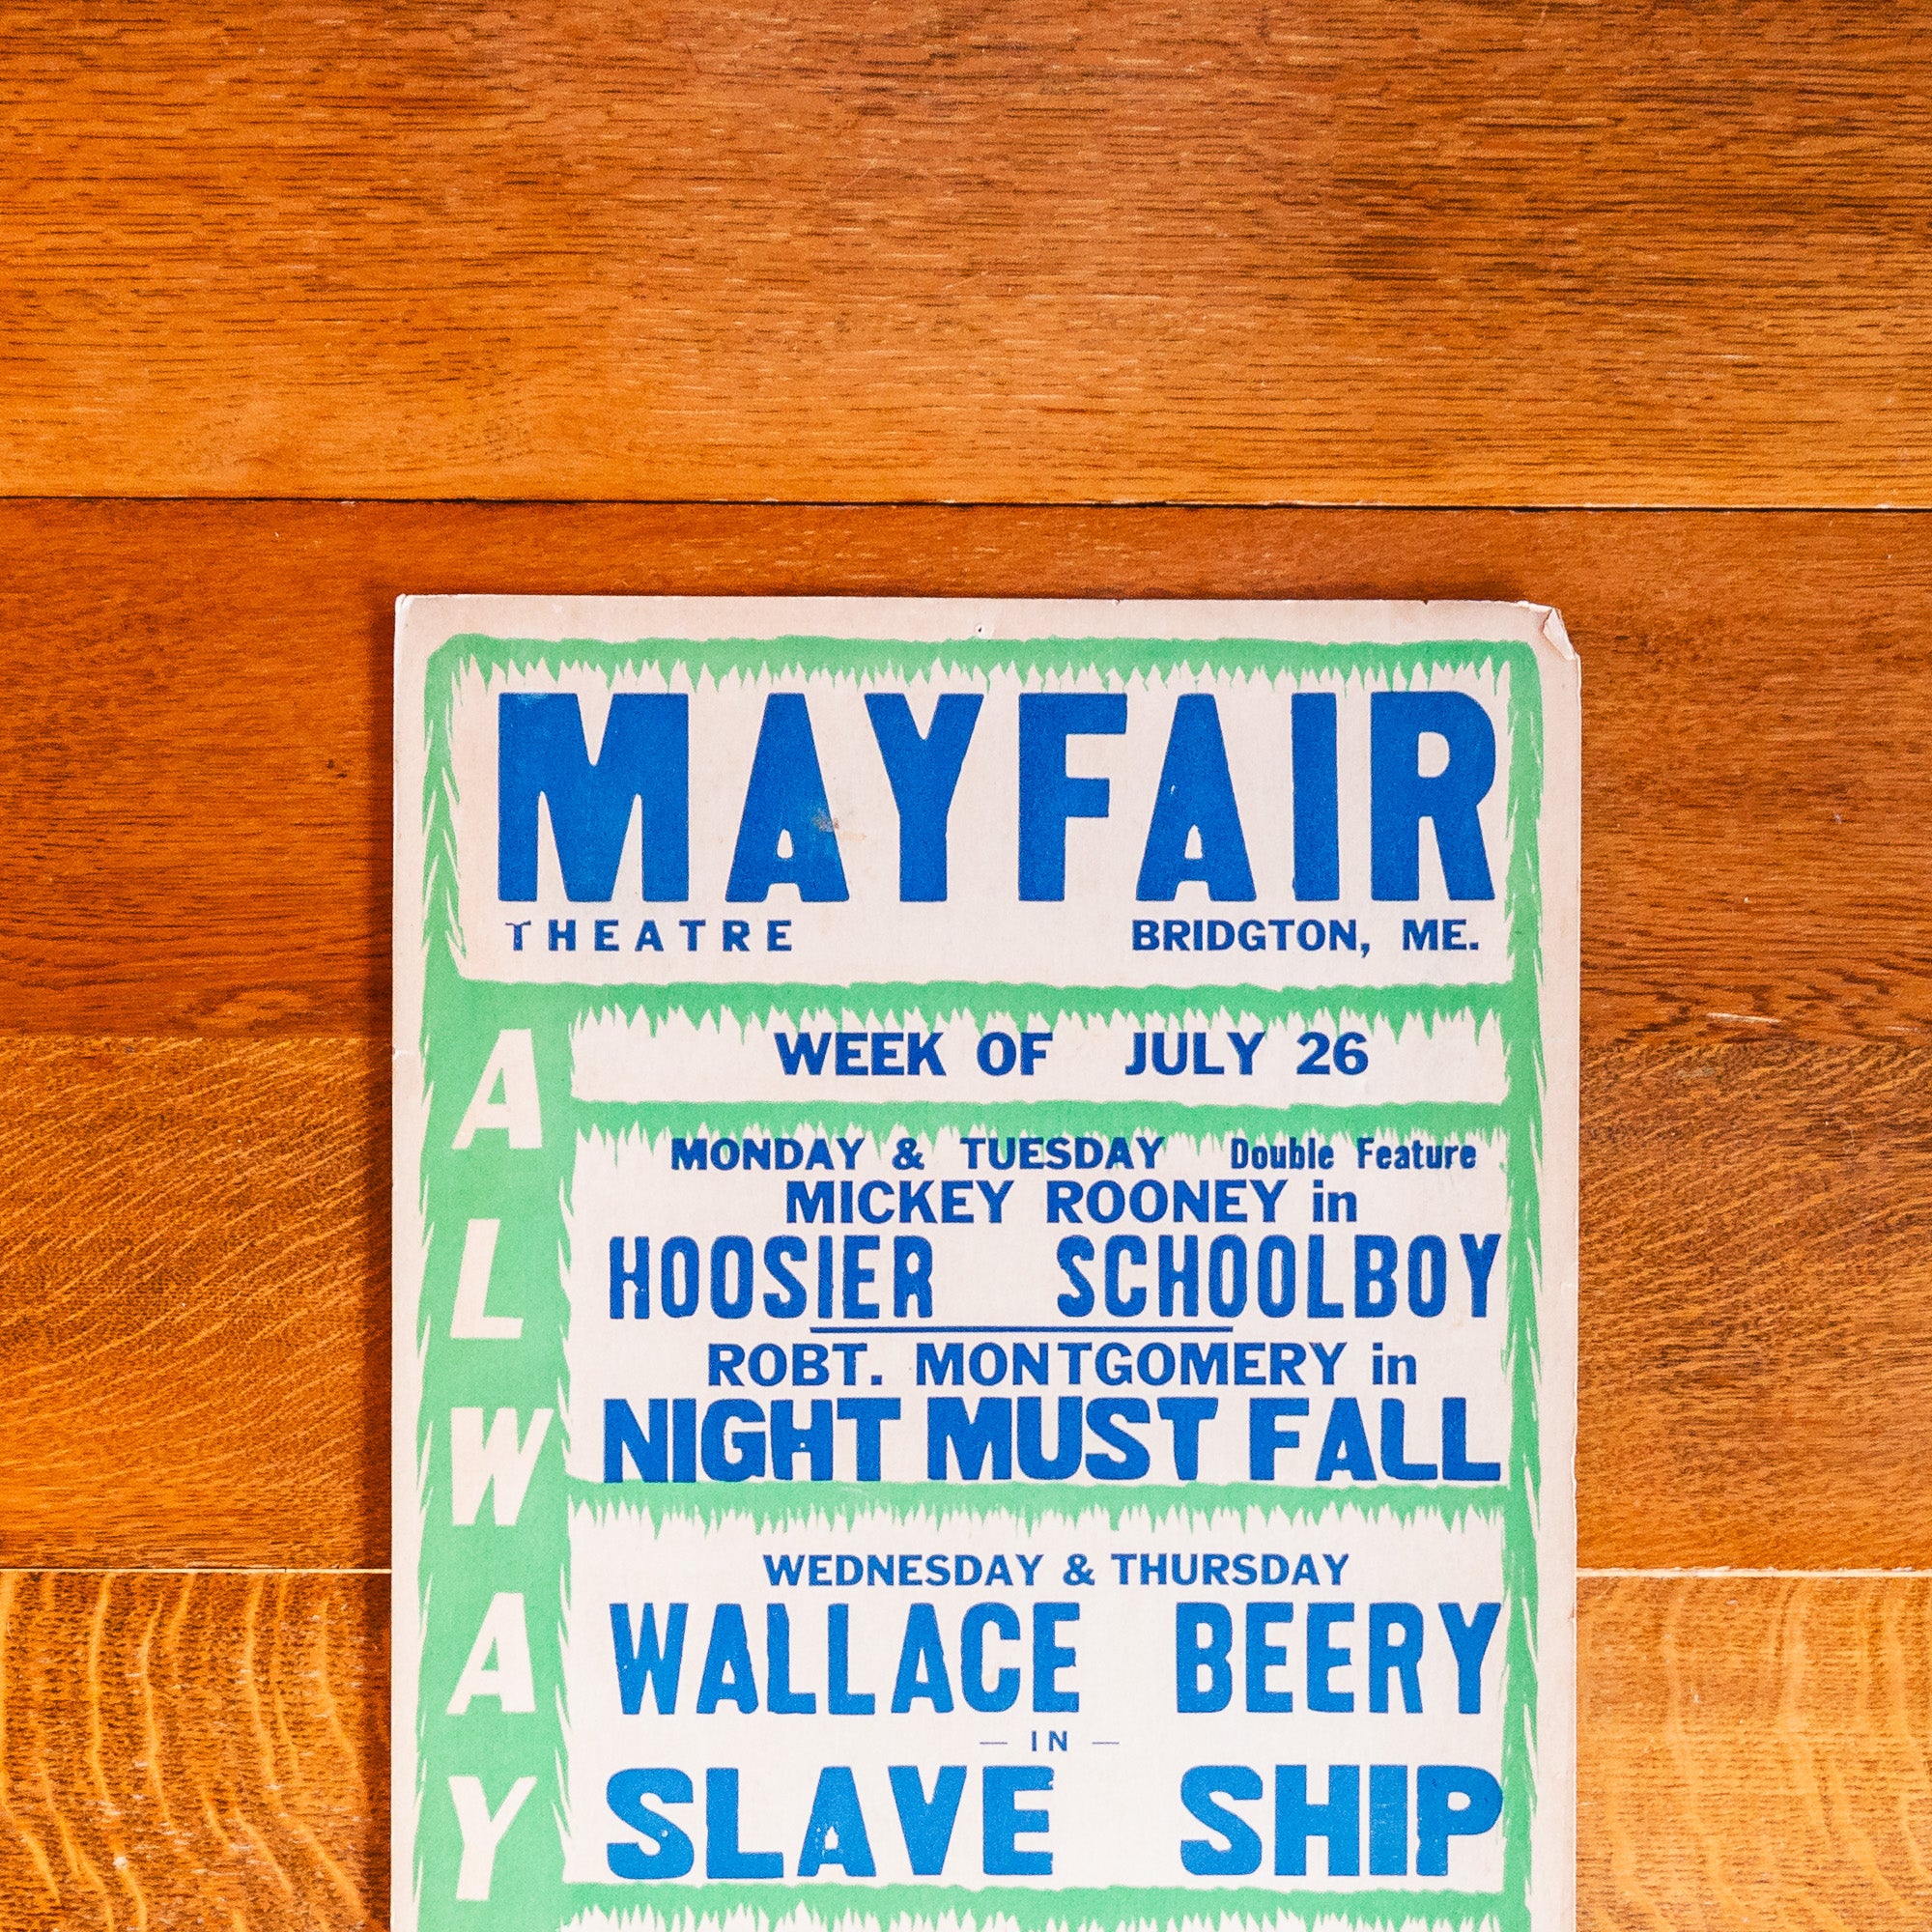 MAYFAIR
THEATRE BRIDGTON, ME.
WEEK OF JULY 26
MONDAY & TUESDAY Double Feature
MICKEY ROONEY in
HOOSIER SCHOOLBOY
ROBT. MONTGOMERY in
NIGHT MUST FALL
WEDNESDAY & THURSDAY
WALLACE BEERY
— IN —
SLAVE SHIP
ALWAY